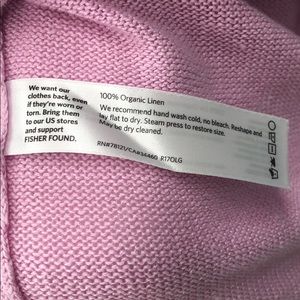 We want our
clothes back, even
if they're worn or
torn. Bring them
to our US stores
and support
FISHER FOUND.
100% Organic Linen
We recommend hand wash cold, no bleach. Reshape and
lay flat to dry. Steam press to restore size.
May be dry cleaned.
RN#78121/CA#34460 R17OLG